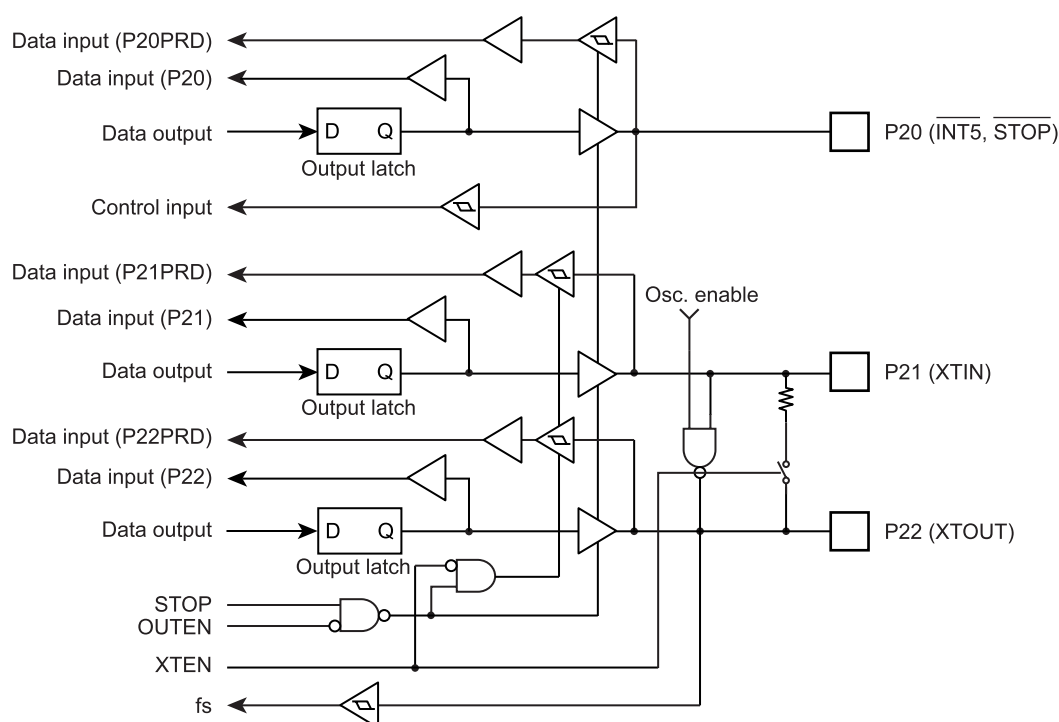 Data input (P20PRD)
Data input (P20)
Data output
D Q
Output latch
P20 (INT5, STOP)
Control input
Data input (P21PRD)
Osc. enable
Data input (P21)
Data output
D Q
Output latch
P21 (XTIN)
Data input (P22PRD)
Data input (P22)
Data output
D Q
Output latch
P22 (XTOUT)
STOP
OUTEN
XTEN
fs